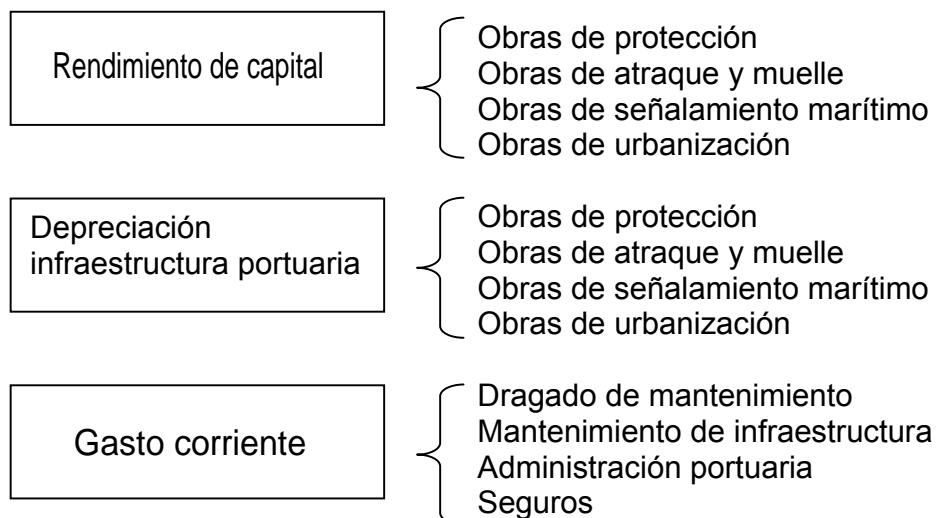 Rendimiento de capital
Obras de protección
Obras de atraque y muelle
Obras de señalamiento marítimo
Obras de urbanización
Depreciación
infraestructura portuaria
Obras de protección
Obras de atraque y muelle
Obras de señalamiento marítimo
Obras de urbanización
Gasto corriente
Dragado de mantenimiento
Mantenimiento de infraestructura
Administración portuaria
Seguros